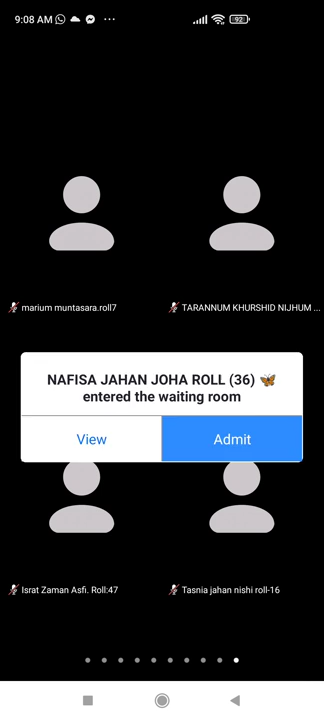 9:08 AM
92
marium muntasara.roll7
TARANNUM KHURSHID NIJHUM ...
NAFISA JAHAN JOHA ROLL (36) 🦋
entered the waiting room
View
Admit
Israt Zaman Asfi. Roll:47
Tasnia jahan nishi roll-16